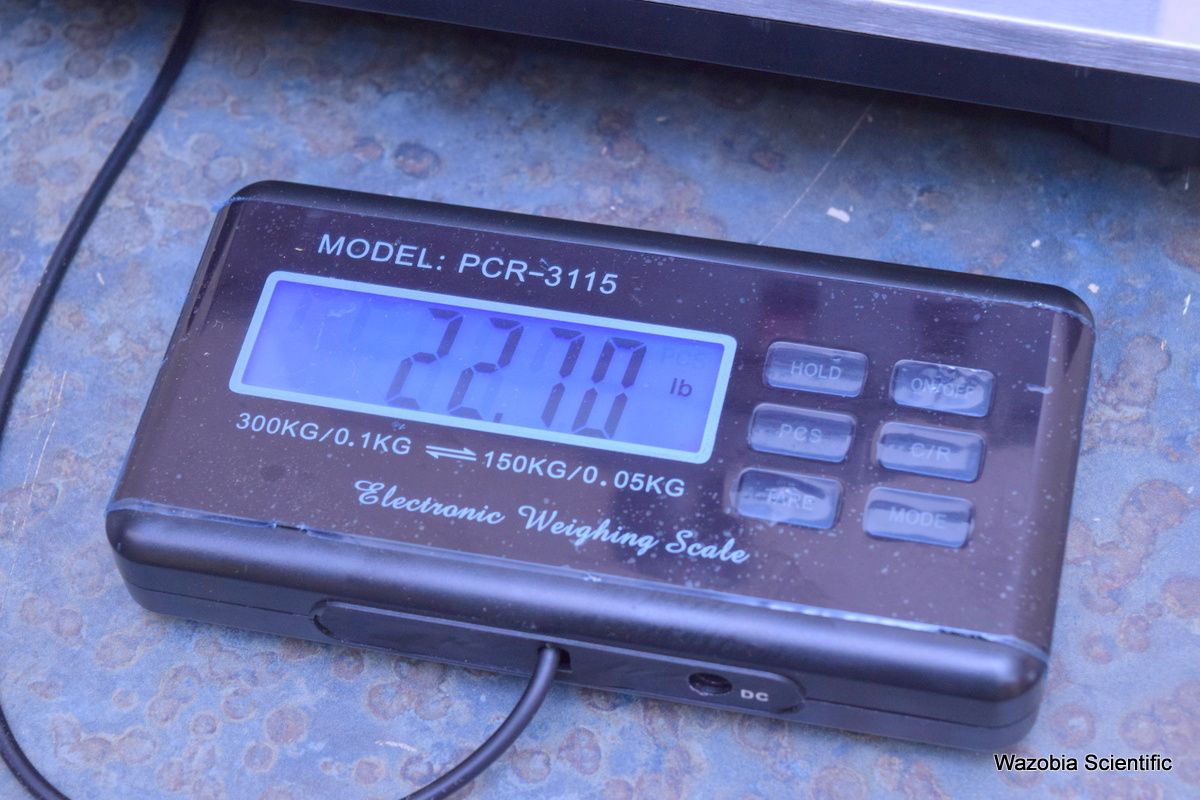 MODEL: PCR-3115
22.70 lb
300KG/0.1KG ⇌ 150KG/0.05KG
Electronic Weighing Scale
HOLD ON/OFF
PCS C/R
TARE MODE
DC
Wazobia Scientific